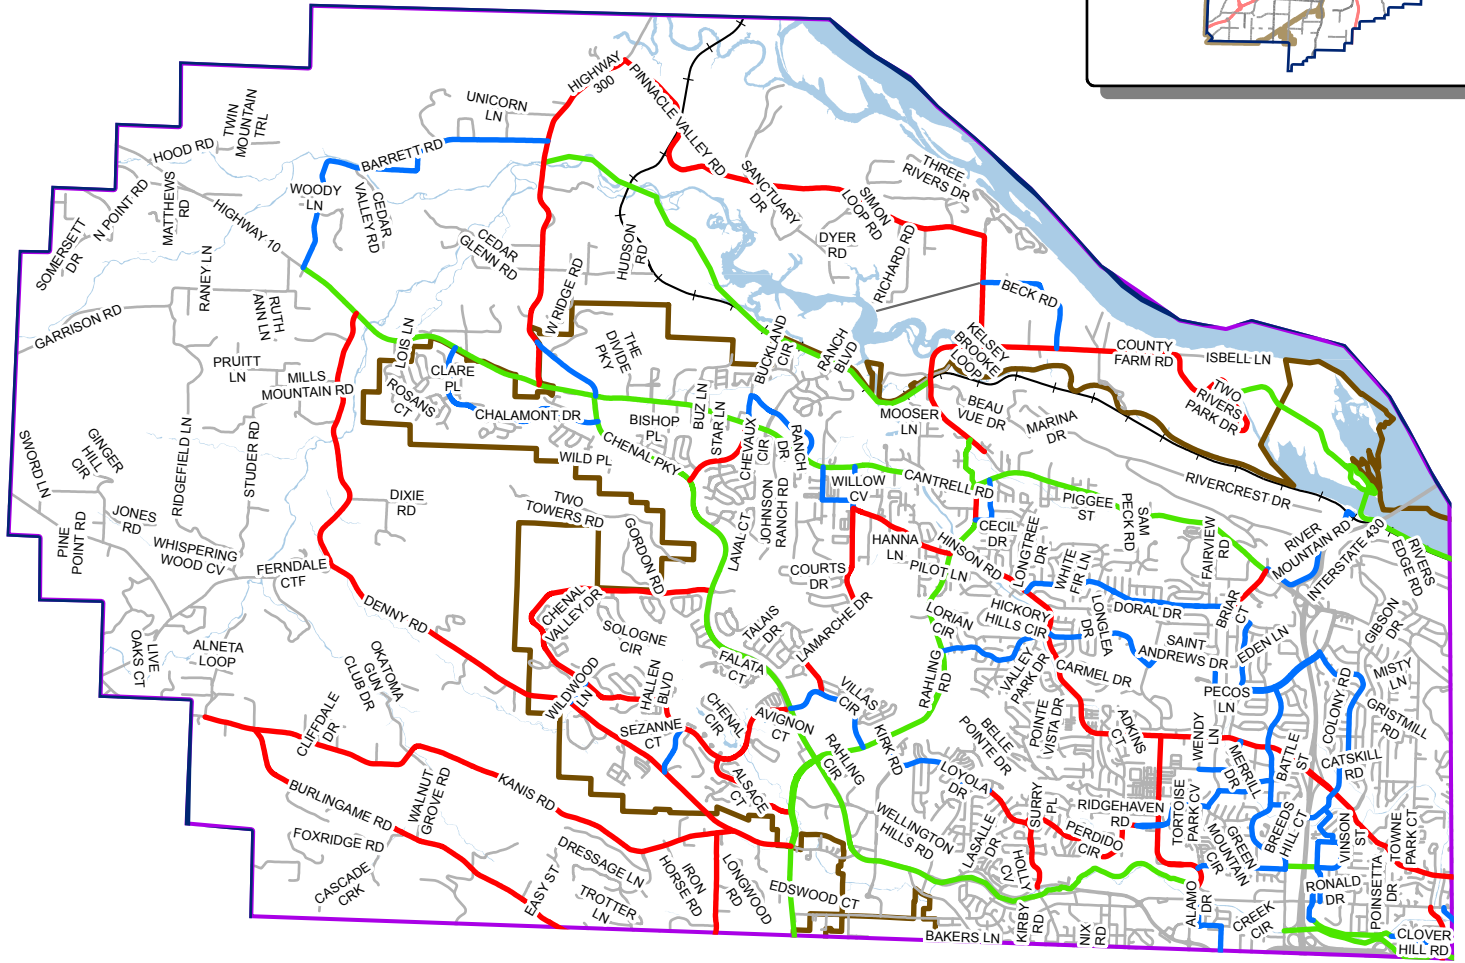 HIGHWAY
300
PINNACLE VALLEY RD
UNICORN
LN
TWIN
MOUNTAIN
TRL
HOOD RD
BARRETT RD
SANCTUARY
DR
THREE
RIVERS DR
N POINT RD
MATTHEWS
RD
WOODY
LN
CEDAR
VALLEY RD
SIMON
LOOP RD
HIGHWAY 10
SOMERSETT
DR
CEDAR
GLENN RD
HUDSON
RD
DYER
RD
RICHARD RD
RANEY LN
RUTH
ANN LN
W RIDGE RD
BECK RD
GARRISON RD
LOIS LN
THE
DIVIDE
PKY
BUCKLAND
CIR
RANCH
BLVD
KELSEY
BROOKE
LOOP
COUNTY
FARM RD
ISBELL LN
PRUITT
LN
MILLS
MOUNTAIN RD
CLARE
PL
ROSANS
CT
TWO
RIVERS
PARK DR
CHALAMONT DR
BISHOP
PL
BUZ LN
STAR LN
MOOSER
LN
BEAU
VUE DR
MARINA
DR
SWORD LN
GINGER
HILL
CIR
RIDGEFIELD LN
STUDER RD
CHENAL PKY
CHEVAUX
CIR
RANCH
DR
WILD PL
WILLOW
CV
CANTRELL RD
RIVERCREST DR
DIXIE
RD
TWO
TOWERS RD
JOHNSON
RANCH RD
PIGGEE
ST
SAM
PECK RD
JONES
RD
PINE
POINT RD
GORDON RD
LAVAL CT
CECIL
DR
FAIRVIEW
RD
RIVER
MOUNTAIN RD
INTERSTATE 430
RIVERS
EDGE RD
WHISPERING
WOOD CV
HANNA
LN
HINSON RD
LONGTREE
DR
WHITE
FIR LN
FERNDALE
CTF
COURTS
DR
PILOT LN
CHENAL
VALLEY DR
DENNY RD
LAMARCHE DR
LORIAN
CIR
HICKORY
HILLS CIR
LONGLEA
DR
DORAL DR
BRIAR
CT
GIBSON
DR
SOLOGNE
CIR
TALAIS
DR
LIVE
OAKS CT
ALNETA
LOOP
OKATOMA
GUN
CLUB DR
FALATA
CT
SAINT
ANDREWS DR
EDEN LN
WILDWOOD
LN
HALLEN
BLVD
VILLAS
CIR
RAHLING
RD
VALLEY
PARK DR
CARMEL DR
PECOS
LN
MISTY
LN
COLONY RD
CLIFFDALE
DR
SEZANNE
CT
CHENAL
CIR
AVIGNON
CT
POINTE
VISTA DR
ADKINS
CT
WENDY
LN
GRISTMILL
RD
BELLE
POINTE DR
KIRK RD
RAHLING
CIR
MERRILL
DR
BATTLE
ST
CATSKILL
RD
WALNUT
GROVE RD
KANIS RD
ALSACE
CT
LOYOLA
DR
SURRY
PL
RIDGEHAVEN
RD
TORTOISE
PARK CV
BURLINGAME RD
WELLINGTON
HILLS RD
LASALLE
DR
PERDIDO
CIR
GREEN
MOUNTAIN
CIR
BREEDS
HILL CT
VINSON
ST
TOWNE
PARK CT
FOXRIDGE RD
DRESSAGE LN
IRON
HORSE RD
LONGWOOD
RD
HOLLY
CV
CASCADE
CRK
EASY ST
TROTTER
LN
EDSWOOD CT
ALAMO
DR
RONALD
DR
POINSETTA
DR
BAKERS LN
KIRBY
RD
NIX
RD
CREEK
CIR
CLOVER
HILL RD